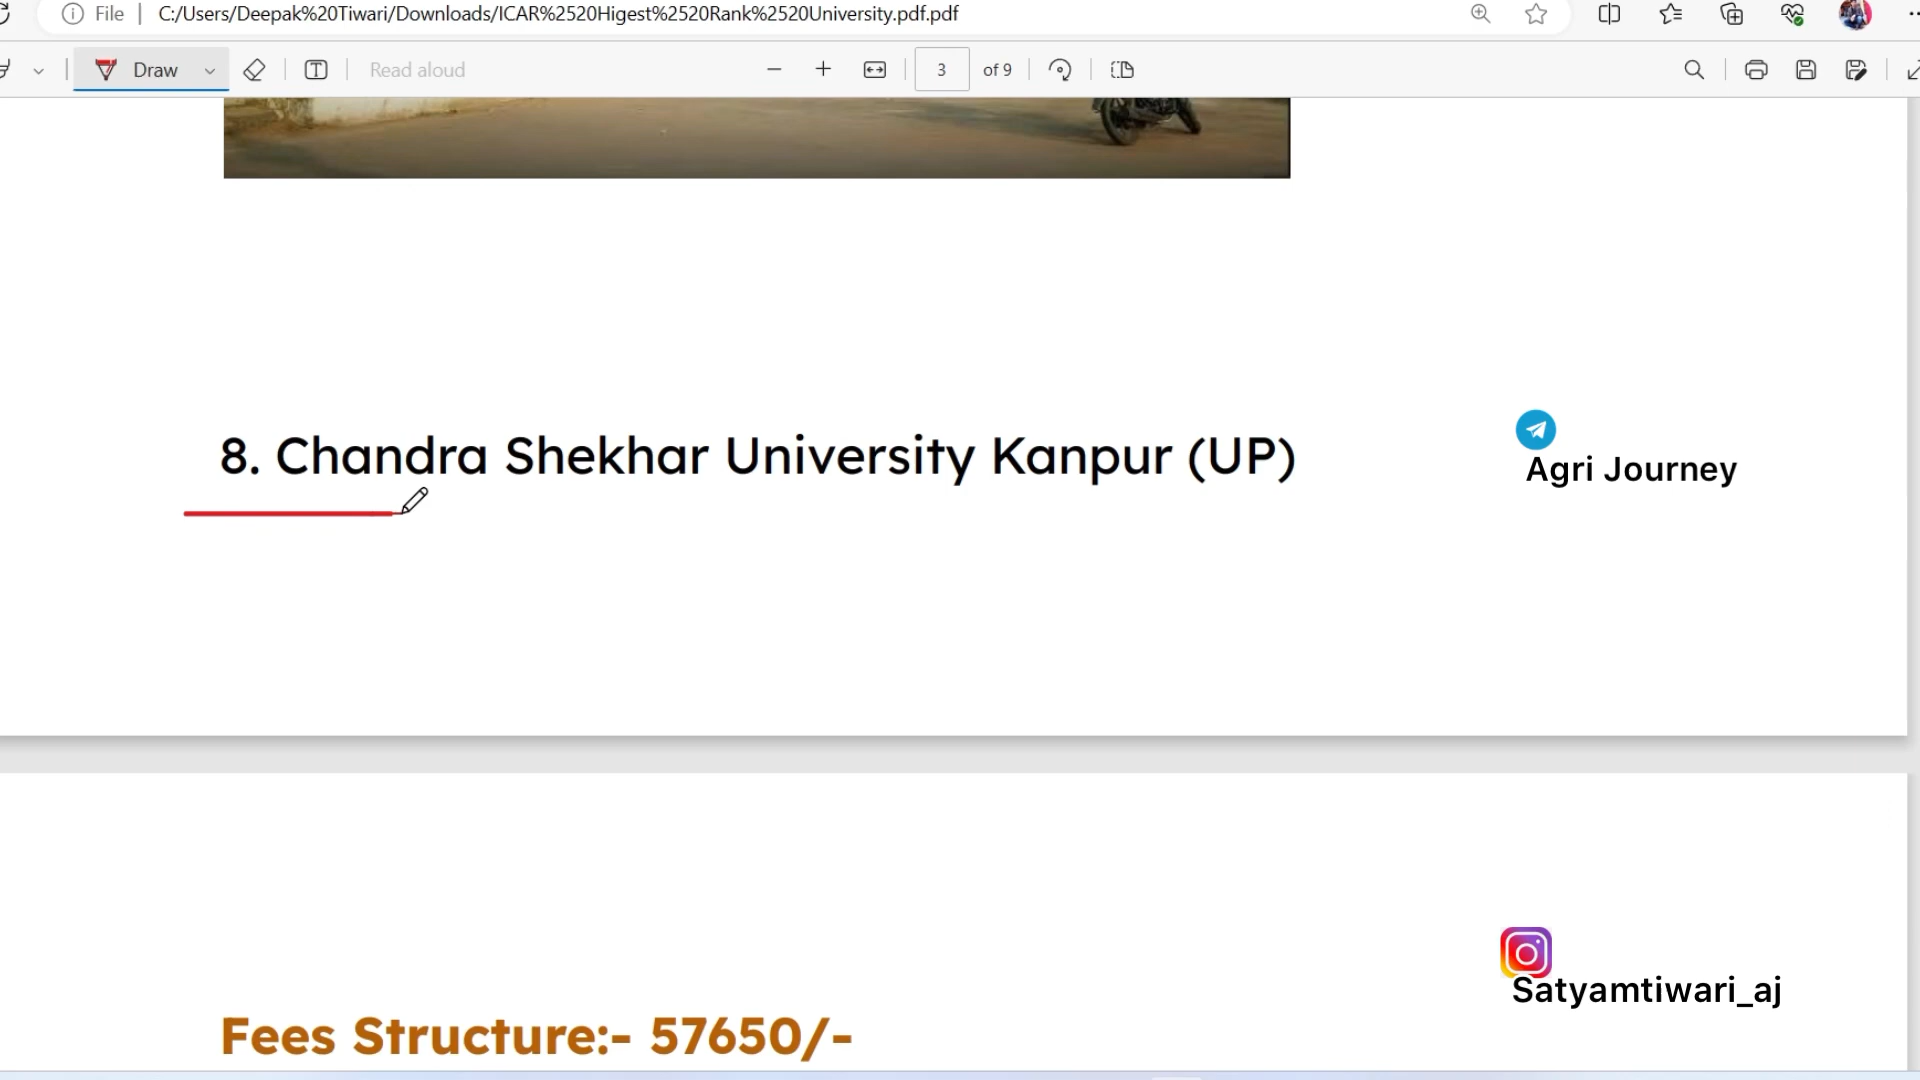 File
C:/Users/Deepak%20Tiwari/Downloads/ICAR%2520Higest%2520Rank%2520University.pdf.pdf
Draw
Read aloud
3 of 9
8. Chandra Shekhar University Kanpur (UP)
Agri Journey
Satyamtiwari_aj
Fees Structure:- 57650/-